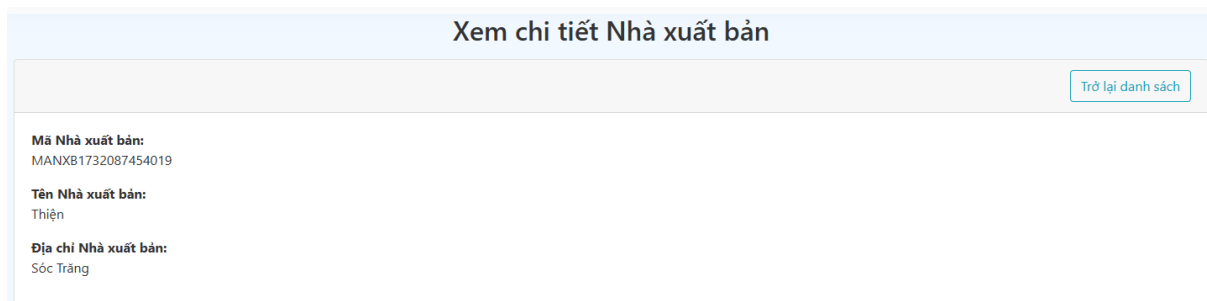 Xem chi tiết Nhà xuất bản
Trở lại danh sách
Mã Nhà xuất bản:
MANXB1732087454019
Tên Nhà xuất bản:
Thiện
Địa chỉ Nhà xuất bản:
Sóc Trăng